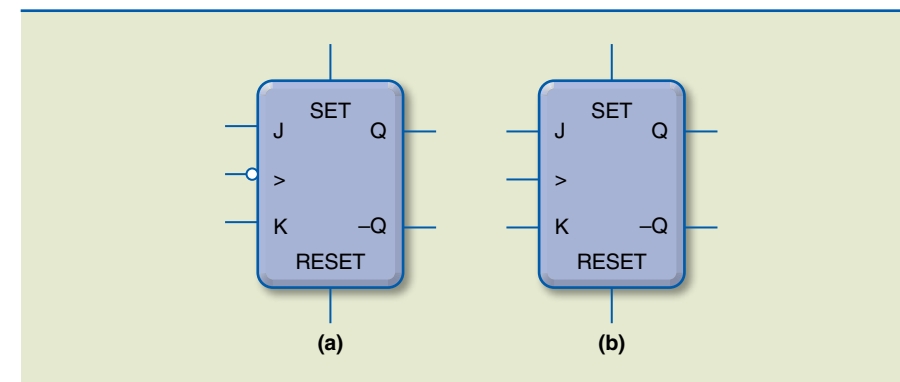 SET
J Q
>
K –Q
RESET
(a)
SET
J Q
>
K –Q
RESET
(b)